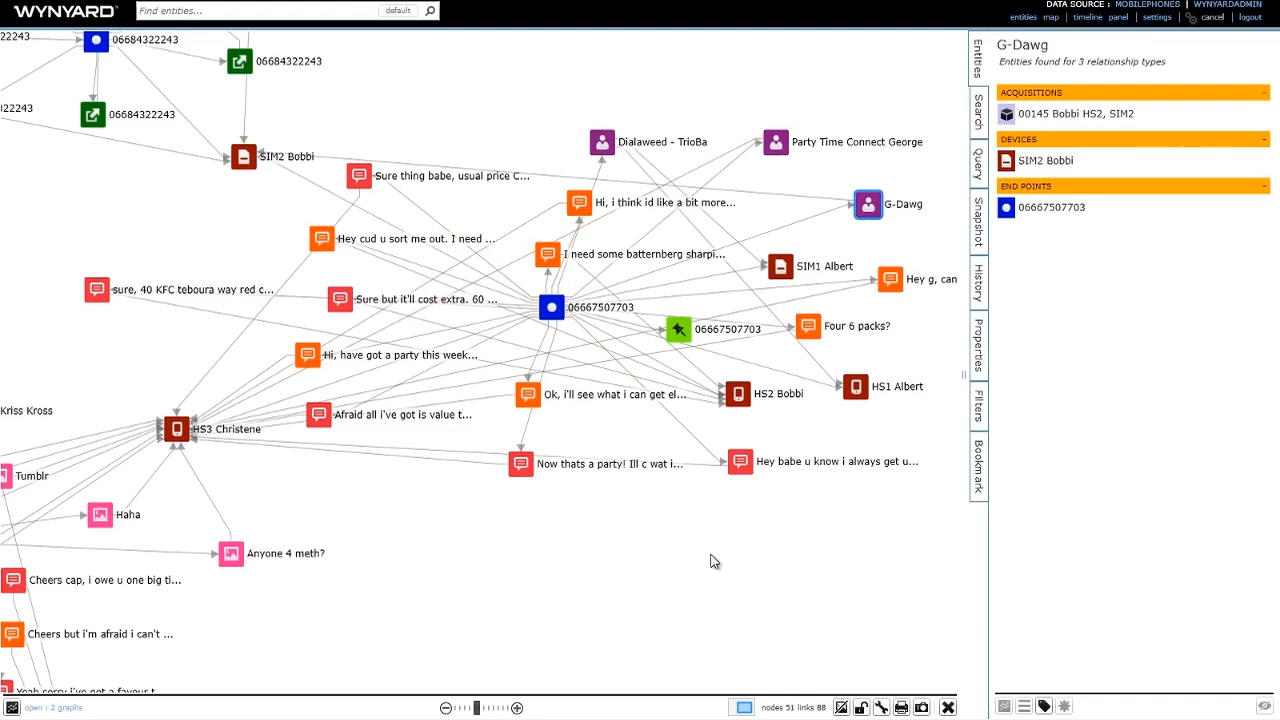 WYNYARD
Find entities...
default
DATA SOURCE : MOBILEPHONES | WYNYARDADMIN
entities map | timeline panel | settings cancel | logout
22243
06684322243
06684322243
322243
06684322243
SIM2 Bobbi
Dialaweed - TrioBa
Party Time Connect George
Sure thing babe, usual price C...
Hi, i think id like a bit more...
G-Dawg
Hey cud u sort me out. I need ...
I need some batternberg sharpi...
SIM1 Albert
Hey g, can
sure, 40 KFC teboura way red c...
Sure but it'll cost extra. 60 ...
06667507703
06667507703
Four 6 packs?
Hi, have got a party this week...
Ok, i'll see what i can get el...
HS2 Bobbi
HS1 Albert
Kriss Kross
Afraid all i've got is value t...
HS3 Christene
Now thats a party! Ill c wat i...
Hey babe u know i always get u...
Tumblr
Haha
Anyone 4 meth?
Cheers cap, i owe u one big ti...
Cheers but i'm afraid i can't ...
Yeah sorry i've got a favour t...
open : 2 graphs
nodes 51 links 88
Entities
Search
Query
Snapshot
History
Properties
Filters
Bookmark
G-Dawg
Entities found for 3 relationship types
ACQUISITIONS -
00145 Bobbi HS2, SIM2
DEVICES -
SIM2 Bobbi
END POINTS -
06667507703